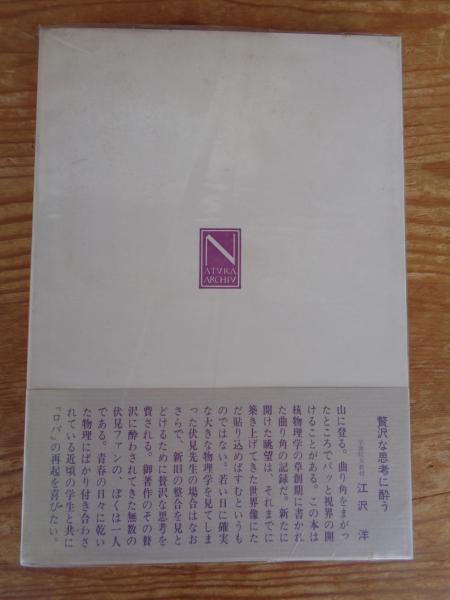 N
ATVRA
ARCHIV
贅沢な思考に酔う
学習院大教授 江沢 洋
山に登る。曲り角をまがっ
たところでパッと視界の開
けることがある。この本は
核物理学の草創期に書かれ
た曲り角の記録だ。新たに
開けた眺望は、それまでに
築き上げてきた世界像にた
だ貼り込めばすむというも
のではない。若い日に確実
な大きな物理学を見てしま
った伏見先生の場合はなお
さらで、新旧の整合を見と
どけるために贅沢な思考を
費される。御著作のその贅
沢に酔わされてきた無数の
伏見ファンの、ぼくは一人
である。青春の日々に乾い
た物理にばかり付き合わさ
れている近頃の学生と共に
『ロバ』の再起を喜びたい。